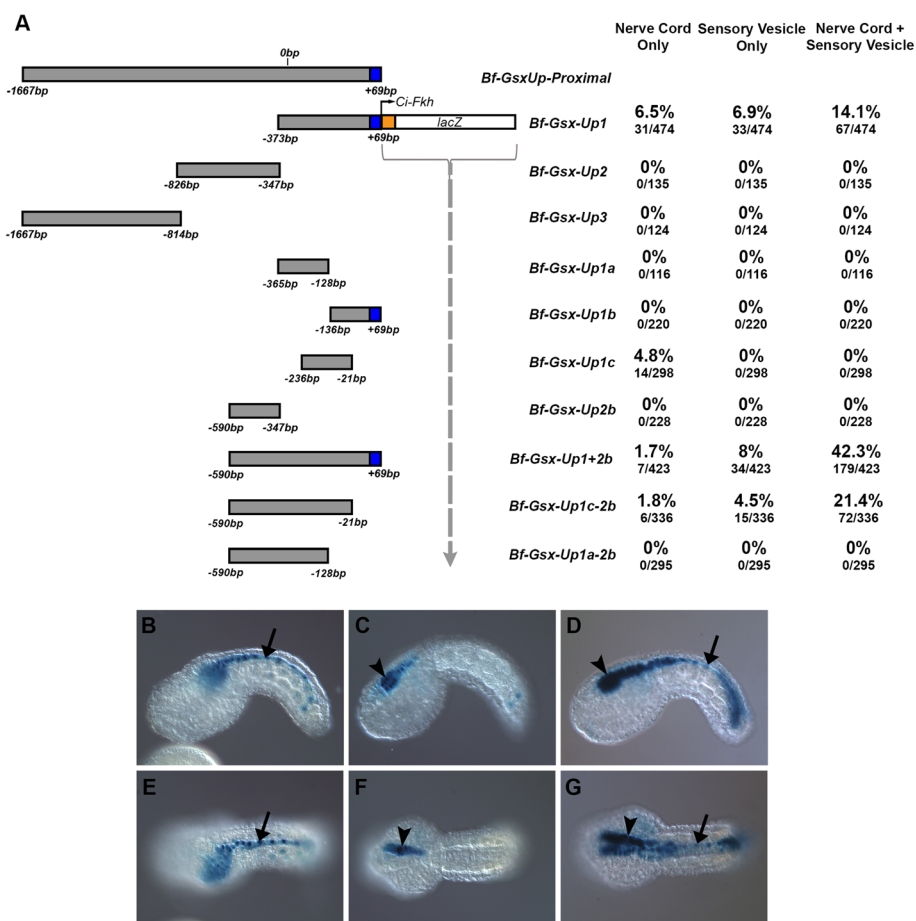 A
Nerve Cord Only
Sensory Vesicle Only
Nerve Cord + Sensory Vesicle
0bp
Bf-GsxUp-Proximal
-1667bp
+69bp
Ci-Fkh
lacZ
Bf-Gsx-Up1
6.5%
6.9%
14.1%
31/474
33/474
67/474
-373bp
+69bp
Bf-Gsx-Up2
0%
0%
0%
0/135
0/135
0/135
-826bp
-347bp
Bf-Gsx-Up3
0%
0%
0%
0/124
0/124
0/124
-1667bp
-814bp
Bf-Gsx-Up1a
0%
0%
0%
0/116
0/116
0/116
-365bp
-128bp
Bf-Gsx-Up1b
0%
0%
0%
0/220
0/220
0/220
-136bp
+69bp
Bf-Gsx-Up1c
4.8%
0%
0%
14/298
0/298
0/298
-236bp
-21bp
Bf-Gsx-Up2b
0%
0%
0%
0/228
0/228
0/228
-590bp
-347bp
Bf-Gsx-Up1+2b
1.7%
8%
42.3%
7/423
34/423
179/423
-590bp
+69bp
Bf-Gsx-Up1c-2b
1.8%
4.5%
21.4%
6/336
15/336
72/336
-590bp
-21bp
Bf-Gsx-Up1a-2b
0%
0%
0%
0/295
0/295
0/295
-590bp
-128bp
B
C
D
E
F
G